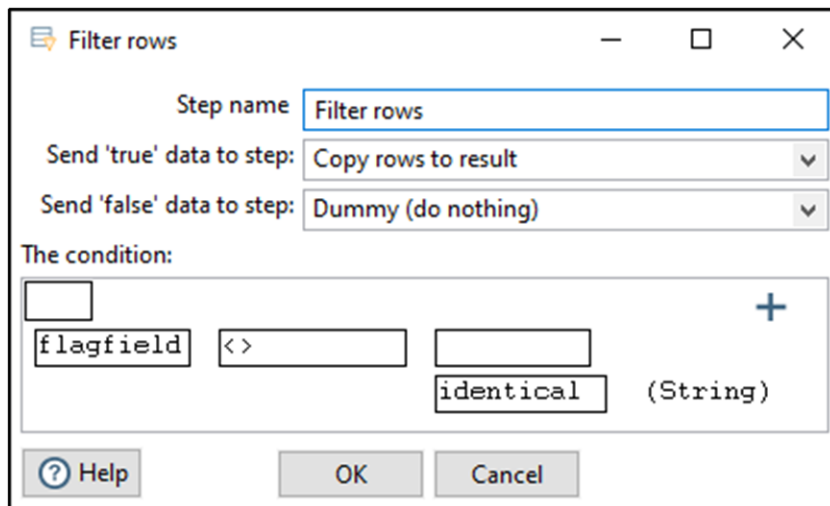 Filter rows
Step name Filter rows
Send 'true' data to step: Copy rows to result
Send 'false' data to step: Dummy (do nothing)
The condition:
+
flagfield <>
identical (String)
? Help OK Cancel